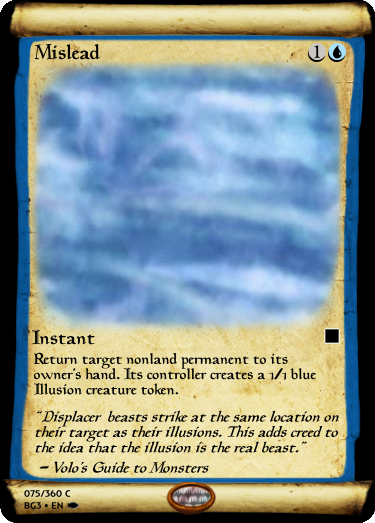 Mislead 1
Instant
Return target nonland permanent to its
owner's hand. Its controller creates a 1/1 blue
Illusion creature token.
"Displacer beasts strike at the same location on
their target as their illusions. This adds creed to
the idea that the illusion is the real beast."
– Volo's Guide to Monsters
075/360 C
BG3 • EN